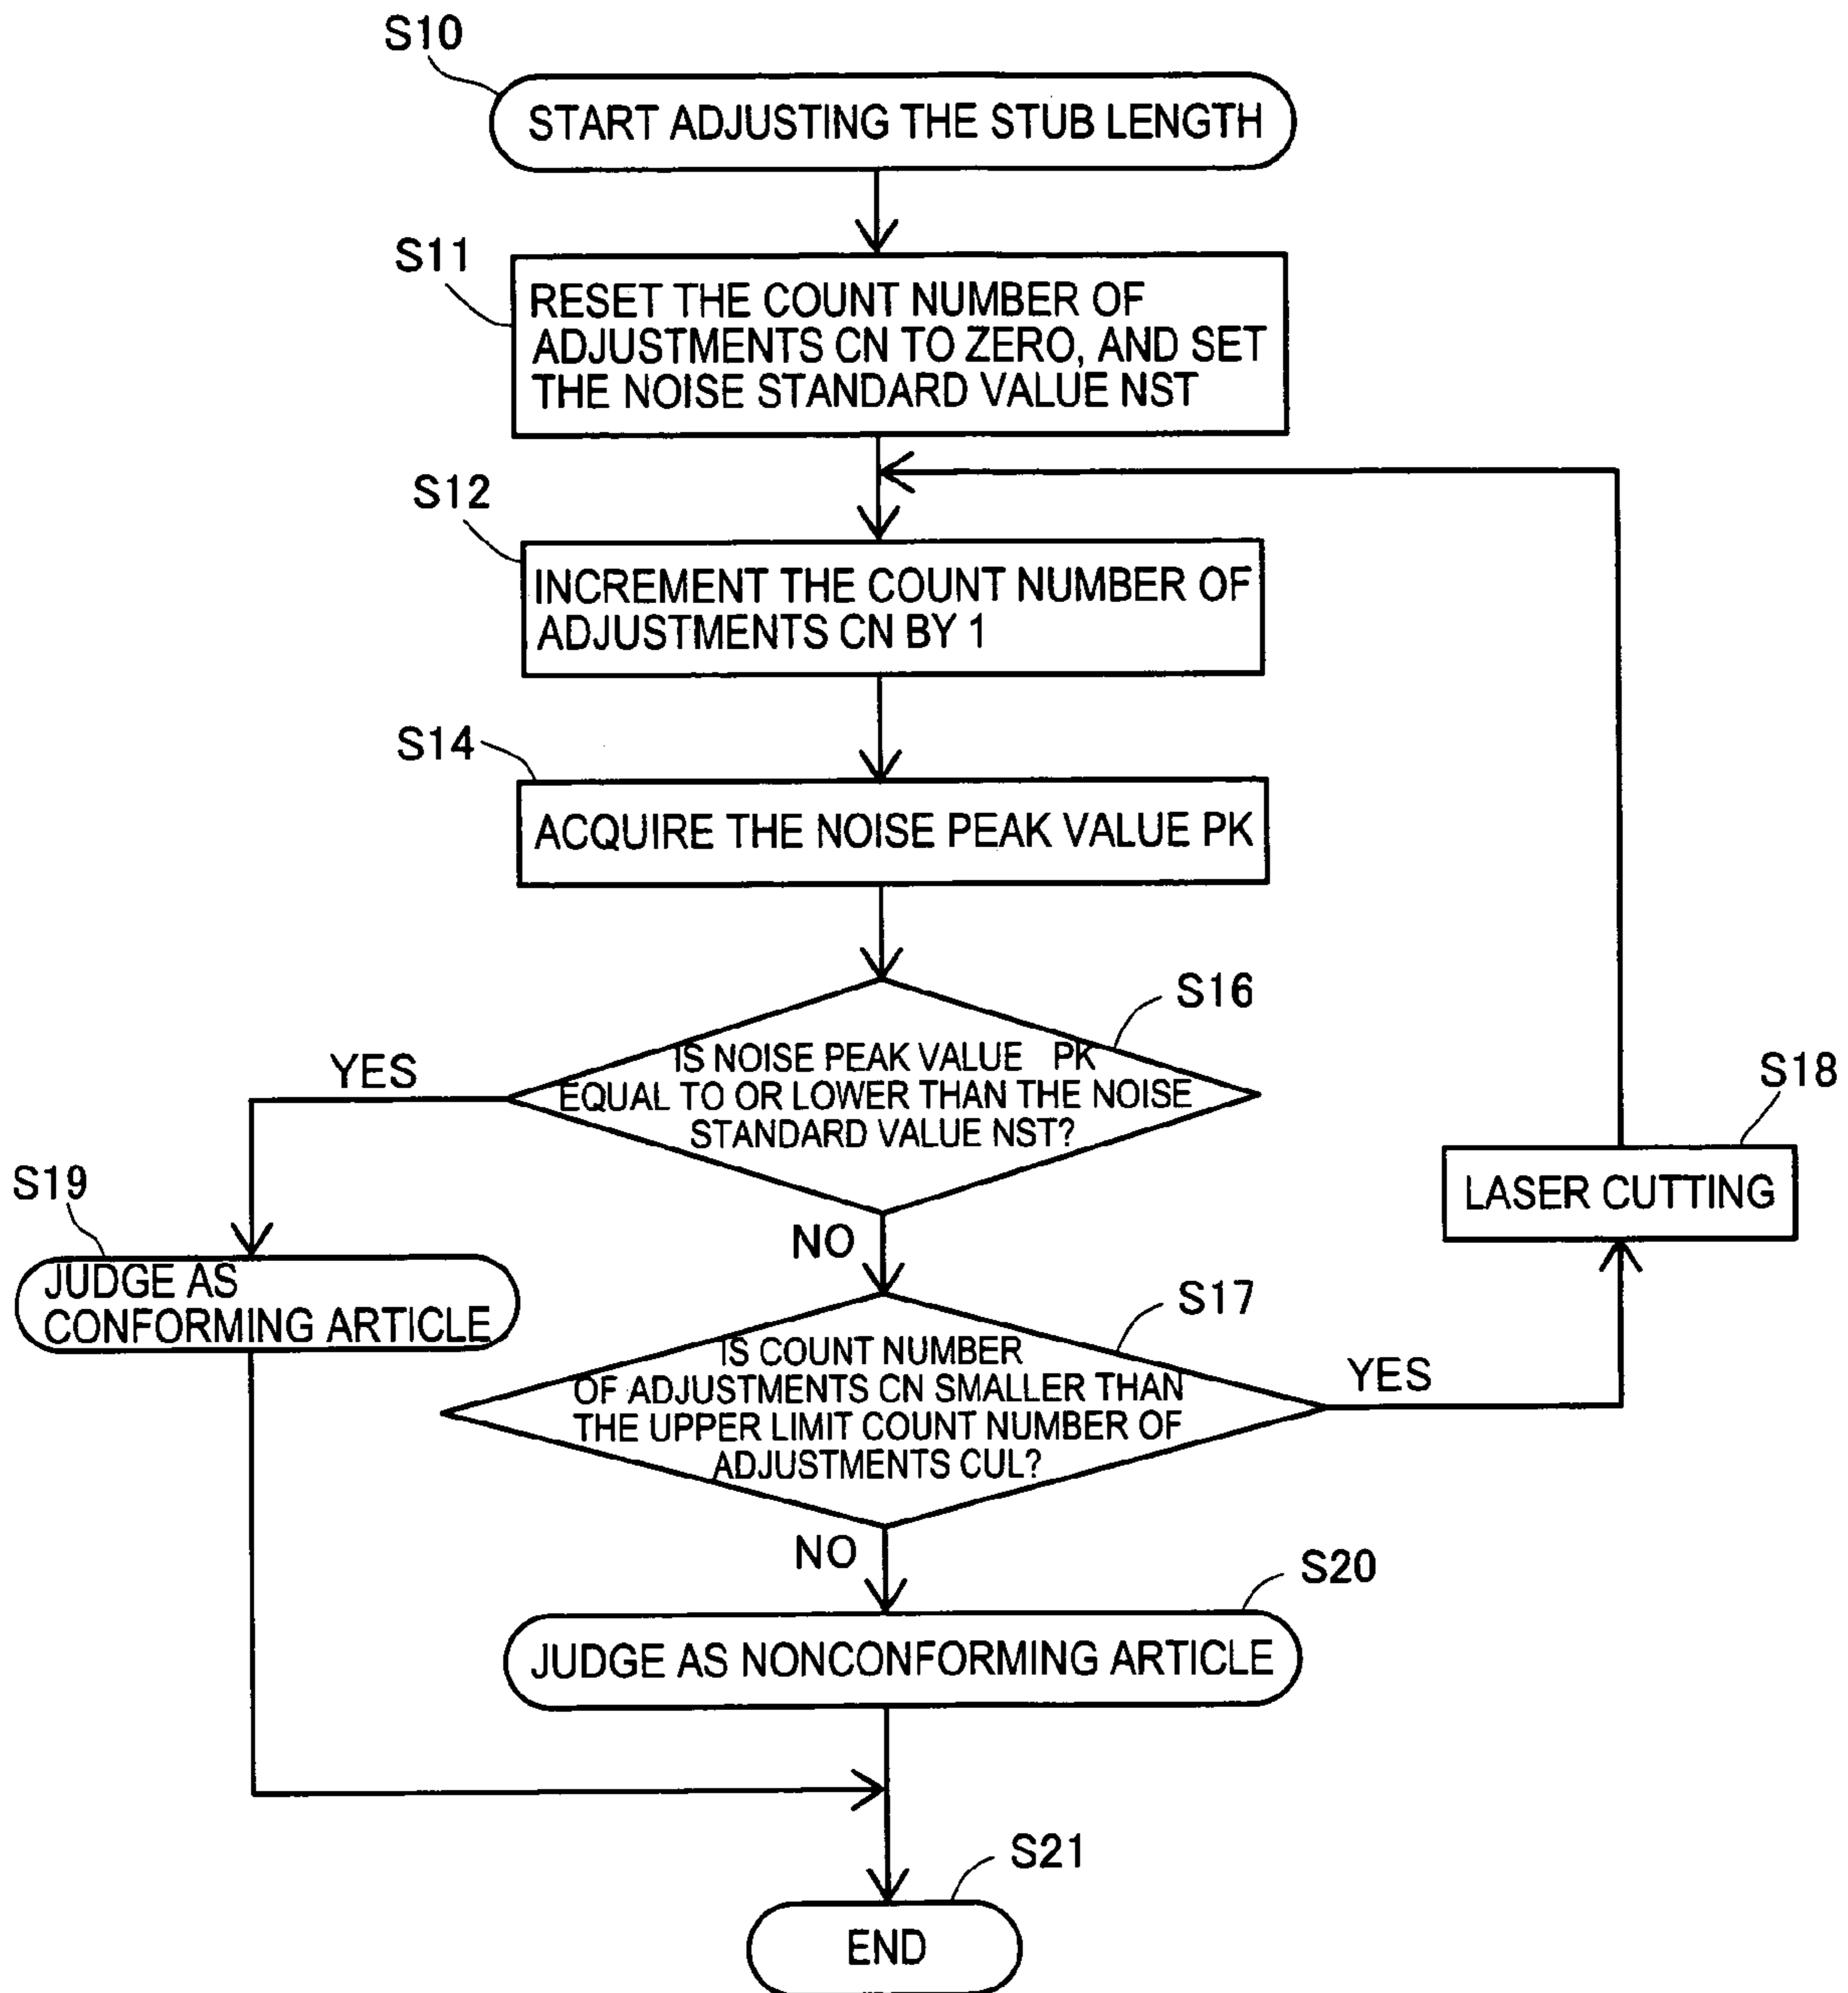 S10
START ADJUSTING THE STUB LENGTH
S11
RESET THE COUNT NUMBER OF
ADJUSTMENTS CN TO ZERO, AND SET
THE NOISE STANDARD VALUE NST
S12
INCREMENT THE COUNT NUMBER OF
ADJUSTMENTS CN BY 1
S14
ACQUIRE THE NOISE PEAK VALUE PK
S16
IS NOISE PEAK VALUE PK
EQUAL TO OR LOWER THAN THE NOISE
STANDARD VALUE NST?
YES
NO
S18
LASER CUTTING
S19
JUDGE AS
CONFORMING ARTICLE
S17
IS COUNT NUMBER
OF ADJUSTMENTS CN SMALLER THAN
THE UPPER LIMIT COUNT NUMBER OF
ADJUSTMENTS CUL?
YES
NO
S20
JUDGE AS NONCONFORMING ARTICLE
S21
END